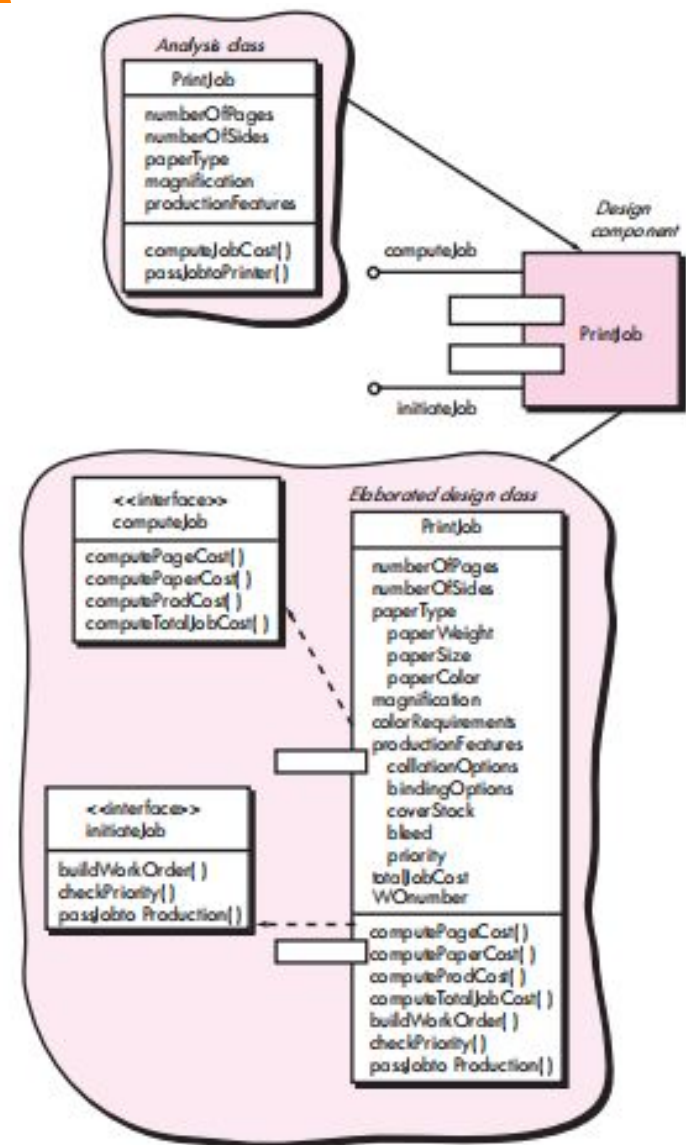 Analysis class
PrintJob
numberOfPages
numberOfSides
paperType
magnification
productionFeatures
computeJobCost()
passJobtoPrinter()
Design
component
computeJob
PrintJob
initiateJob
<<interface>>
computeJob
computePageCost()
computePaperCost()
computeProdCost()
computeTotalJobCost()
Elaborated design class
PrintJob
numberOfPages
numberOfSides
paperType
paperWeight
paperSize
paperColor
magnification
colorRequirements
productionFeatures
collationOptions
bindingOptions
coverStock
bleed
priority
totalJobCost
WOnumber
<<interface>>
initiateJob
buildWorkOrder()
checkPriority()
passJobto Production()
computePageCost()
computePaperCost()
computeProdCost()
computeTotalJobCost()
buildWorkOrder()
checkPriority()
passJobto Production()